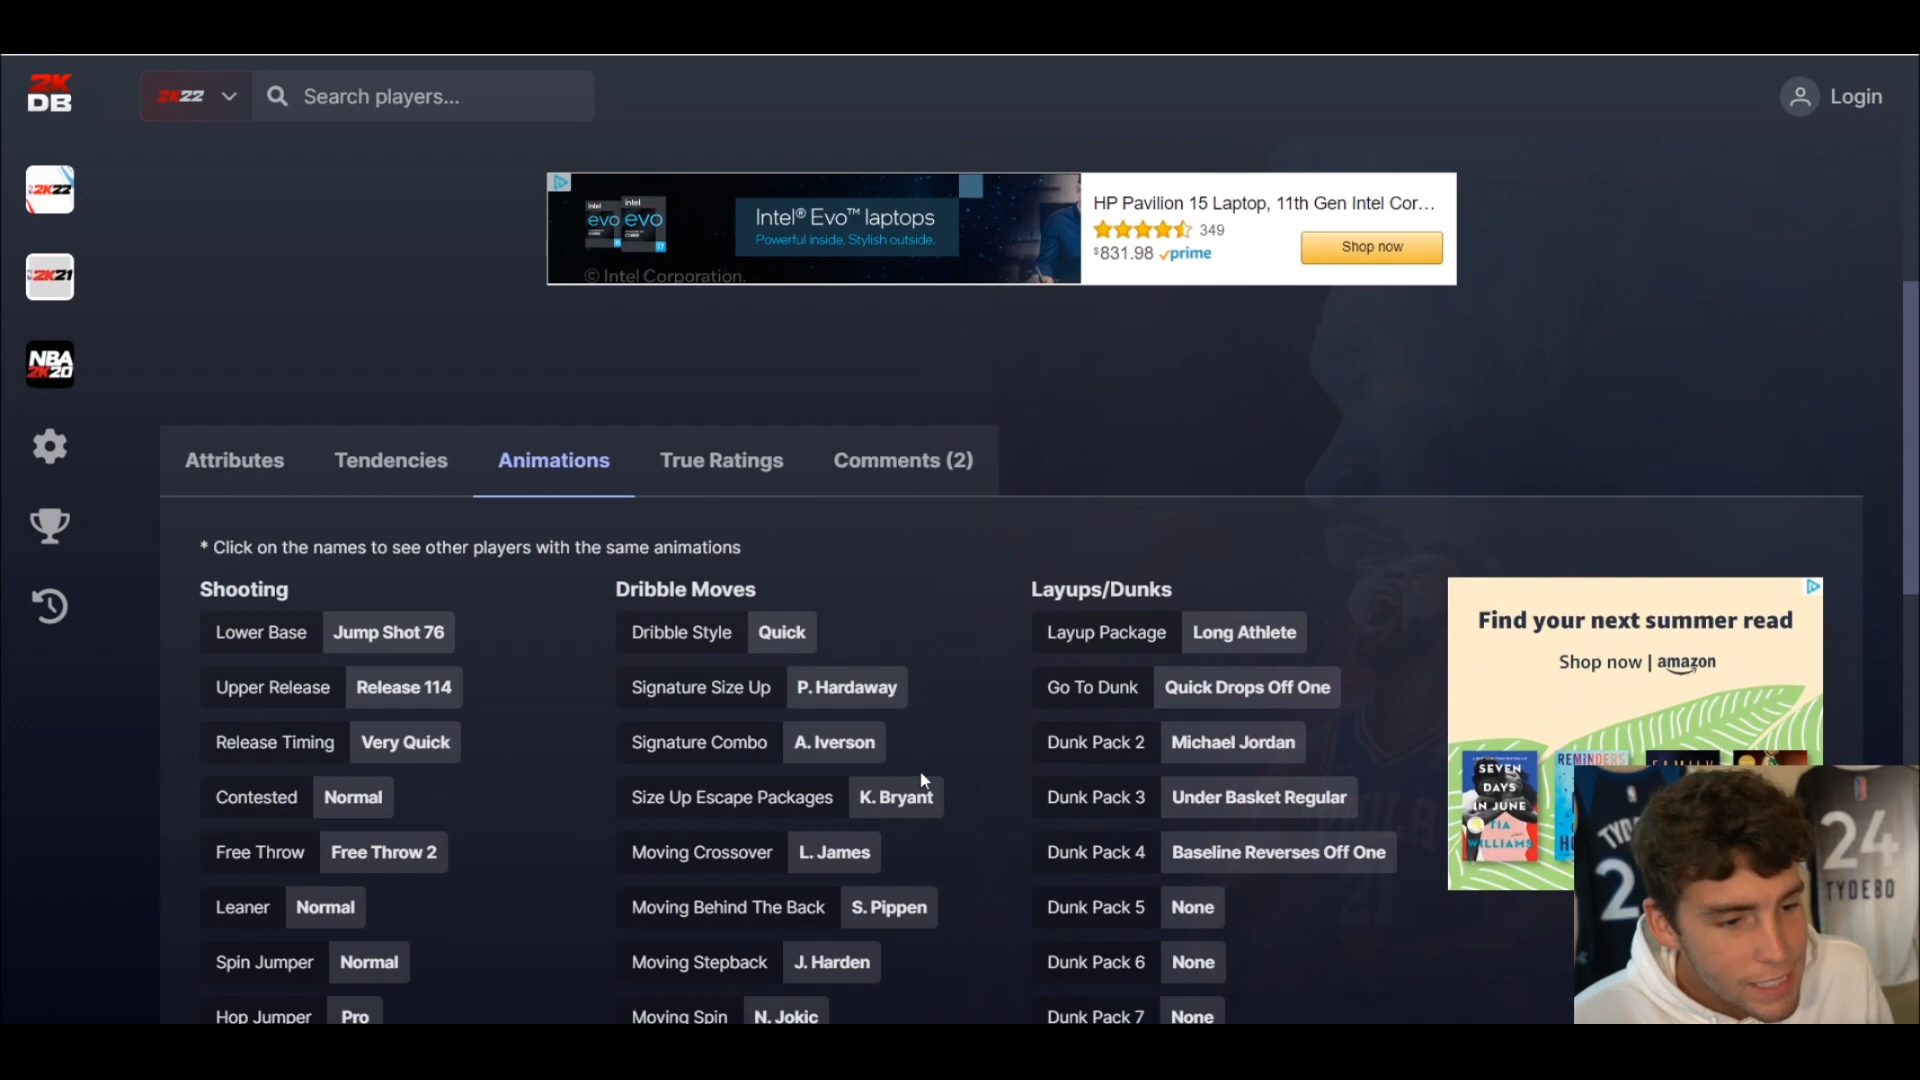 2K
DB
2K22
Search players...
Login
2K22
2K21
NBA
2K20
intel
evo
intel
evo
Intel® Evo™ laptops
Powerful inside. Stylish outside.
© Intel Corporation.
HP Pavilion 15 Laptop, 11th Gen Intel Cor...
349
$831.98 prime
Shop now
Attributes
Tendencies
Animations
True Ratings
Comments (2)
* Click on the names to see other players with the same animations
Shooting
Lower Base Jump Shot 76
Upper Release Release 114
Release Timing Very Quick
Contested Normal
Free Throw Free Throw 2
Leaner Normal
Spin Jumper Normal
Hop Jumper Pro
Dribble Moves
Dribble Style Quick
Signature Size Up P. Hardaway
Signature Combo A. Iverson
Size Up Escape Packages K. Bryant
Moving Crossover L. James
Moving Behind The Back S. Pippen
Moving Stepback J. Harden
Moving Spin N. Jokic
Layups/Dunks
Layup Package Long Athlete
Go To Dunk Quick Drops Off One
Dunk Pack 2 Michael Jordan
Dunk Pack 3 Under Basket Regular
Dunk Pack 4 Baseline Reverses Off One
Dunk Pack 5 None
Dunk Pack 6 None
Dunk Pack 7 None
Find your next summer read
Shop now | amazon
SEVEN
DAYS
IN JUNE
TIA
WILLIAMS
REMINDERS
FAMILY
24
TYDEBO